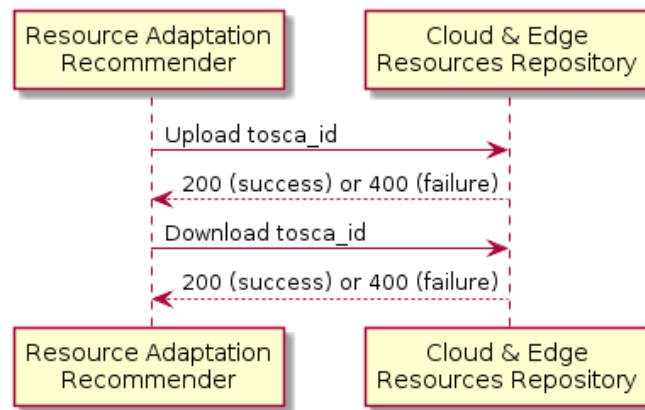 Resource Adaptation
Recommender
Cloud & Edge
Resources Repository
Upload tosca_id
200 (success) or 400 (failure)
Download tosca_id
200 (success) or 400 (failure)
Resource Adaptation
Recommender
Cloud & Edge
Resources Repository